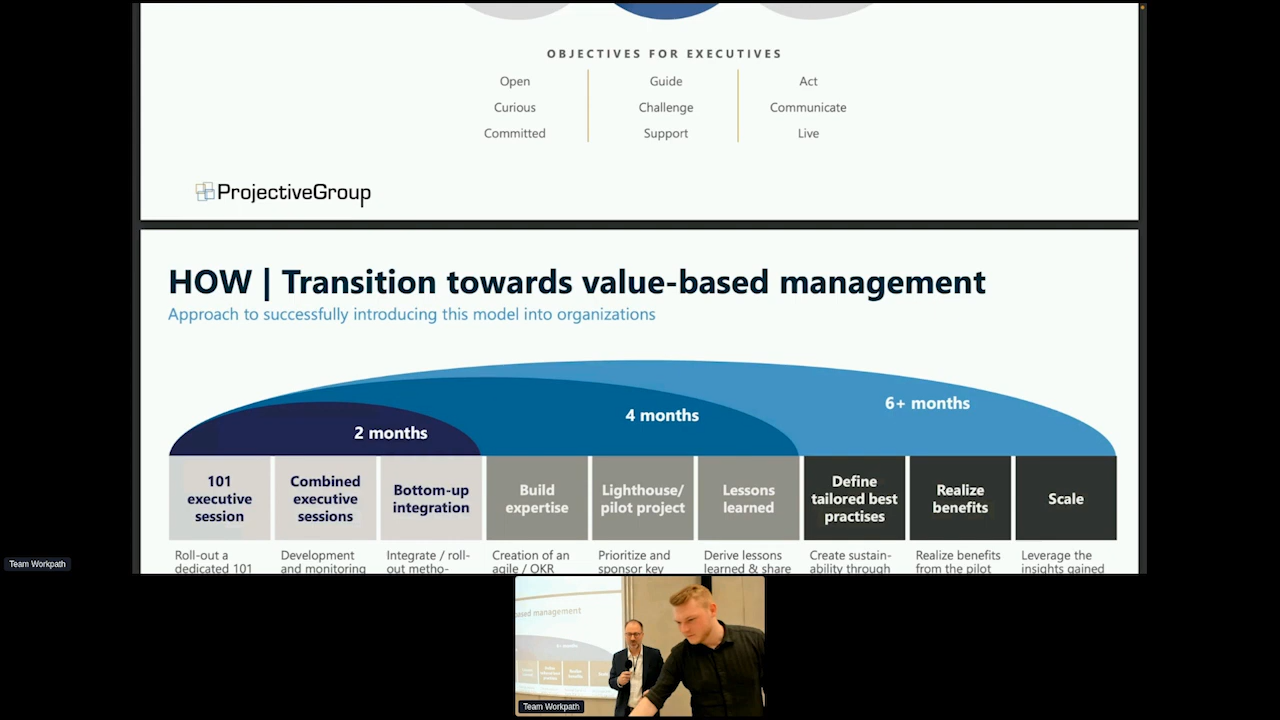 OBJECTIVES FOR EXECUTIVES
Open
Curious
Committed
Guide
Challenge
Support
Act
Communicate
Live
ProjectiveGroup
HOW | Transition towards value-based management
Approach to successfully introducing this model into organizations
2 months
4 months
6+ months
101
executive
session
Combined
executive
sessions
Bottom-up
integration
Build
expertise
Lighthouse/
pilot project
Lessons
learned
Define
tailored best
practises
Realize
benefits
Scale
Roll-out a
dedicated 101
Development
and monitoring
Integrate / roll-
out metho-
Creation of an
agile / OKR
Prioritize and
sponsor key
Derive lessons
learned & share
Create sustain-
ability through
Realize benefits
from the pilot
Leverage the
insights gained
Team Workpath
based management
6+ months
Team Workpath